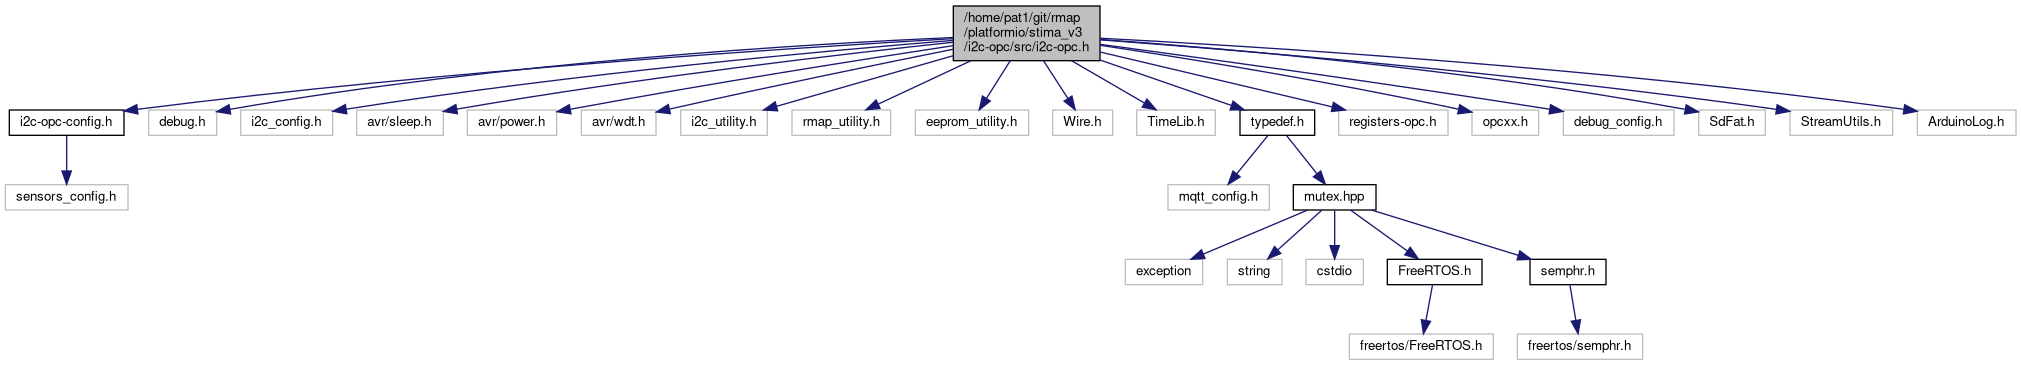 /home/pat1/git/rmap
/platformio/stima_v3
/i2c-opc/src/i2c-opc.h
i2c-opc-config.h
debug.h
i2c_config.h
avr/sleep.h
avr/power.h
avr/wdt.h
i2c_utility.h
rmap_utility.h
eeprom_utility.h
Wire.h
TimeLib.h
typedef.h
registers-opc.h
opcxx.h
debug_config.h
SdFat.h
StreamUtils.h
ArduinoLog.h
sensors_config.h
mqtt_config.h
mutex.hpp
exception
string
cstdio
FreeRTOS.h
semphr.h
freertos/FreeRTOS.h
freertos/semphr.h